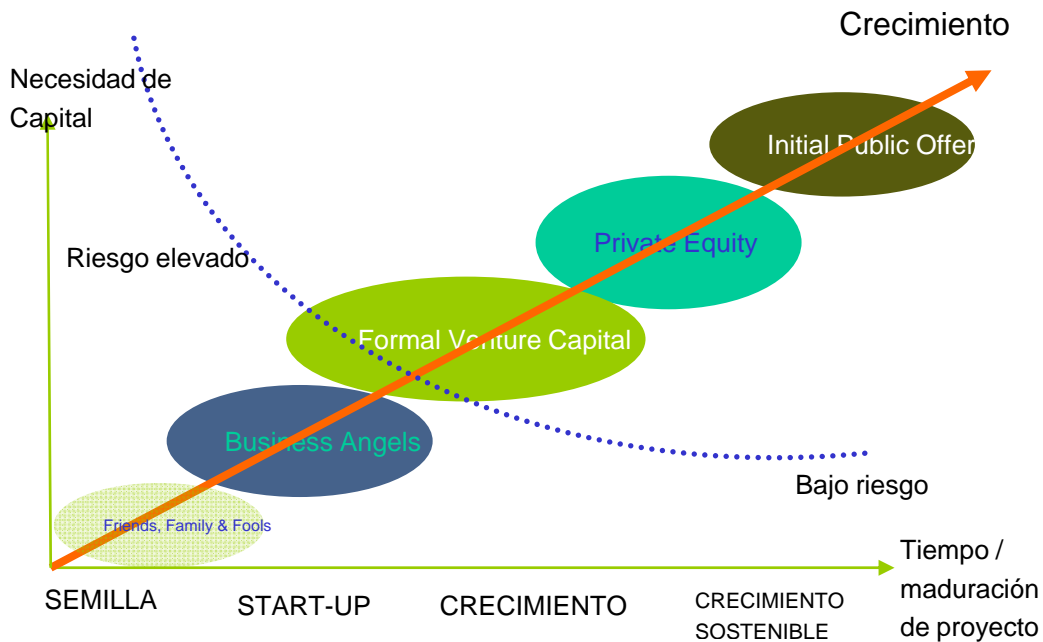 Crecimiento
Necesidad de
Capital
Initial Public Offer
Private Equity
Riesgo elevado
Formal Venture Capital
Business Angels
Bajo riesgo
Friends, Family & Fools
Tiempo /
maduración
de proyecto
SEMILLA
START-UP
CRECIMIENTO
CRECIMIENTO
SOSTENIBLE